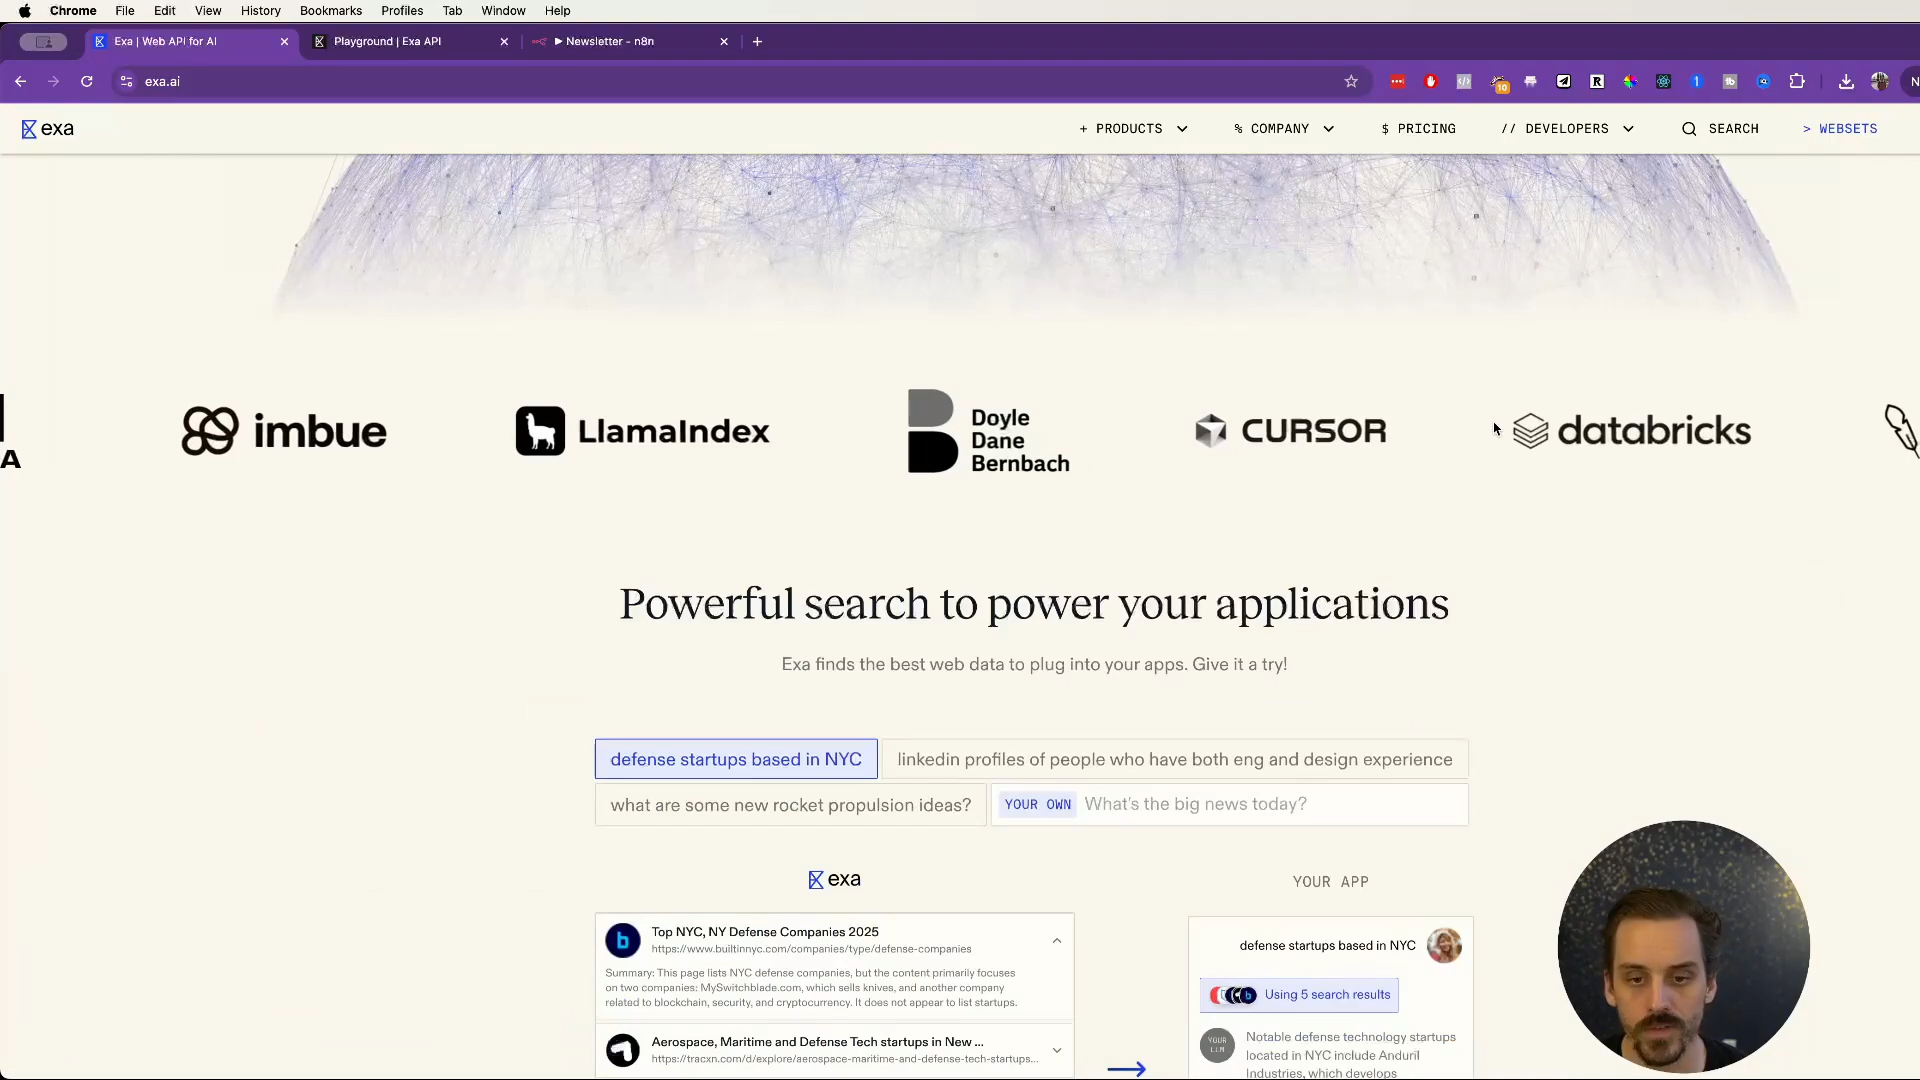 Chrome File Edit View History Bookmarks Profiles Tab Window Help
Exa | Web API for AI
Playground | Exa API
Newsletter - n8n
exa.ai
10
1
tb
N
exa
+ PRODUCTS
% COMPANY
$ PRICING
// DEVELOPERS
SEARCH
> WEBSETS
A
imbue
LlamaIndex
Doyle
Dane
Bernbach
CURSOR
databricks
Powerful search to power your applications
Exa finds the best web data to plug into your apps. Give it a try!
defense startups based in NYC
linkedin profiles of people who have both eng and design experience
what are some new rocket propulsion ideas?
YOUR OWN What's the big news today?
exa
YOUR APP
b
Top NYC, NY Defense Companies 2025
https://www.builtinnyc.com/companies/type/defense-companies
Summary: This page lists NYC defense companies, but the content primarily focuses
on two companies: MySwitchblade.com, which sells knives, and another company
related to blockchain, security, and cryptocurrency. It does not appear to list startups.
Aerospace, Maritime and Defense Tech startups in New ...
https://tracxn.com/d/explore/aerospace-maritime-and-defense-tech-startups...
defense startups based in NYC
Using 5 search results
YOUR
LLM
Notable defense technology startups
located in NYC include Anduril
Industries, which develops